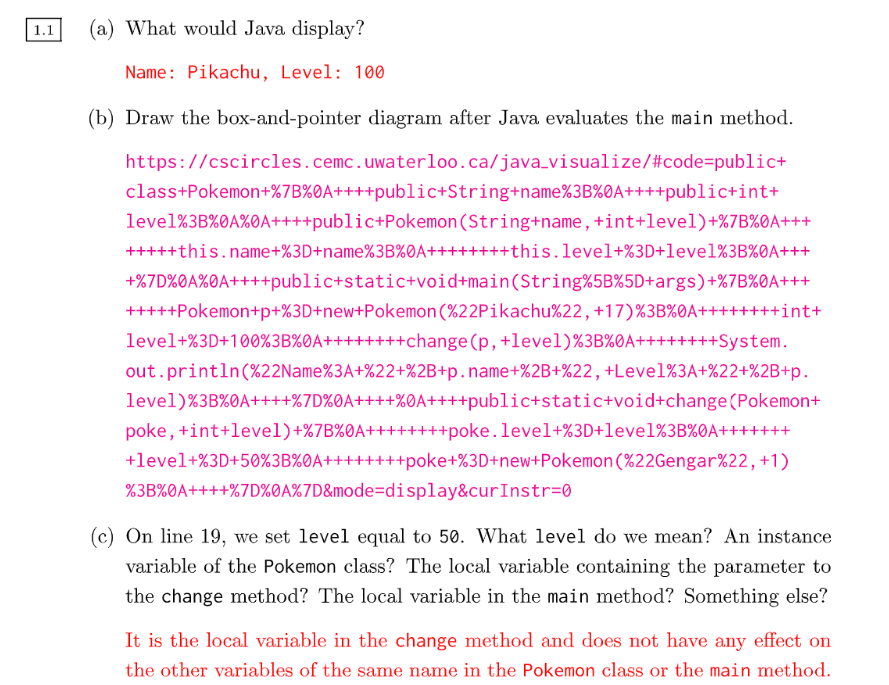 1.1 (a) What would Java display?
Name: Pikachu, Level: 100
(b) Draw the box-and-pointer diagram after Java evaluates the main method.
https://cscircles.cemc.uwaterloo.ca/java_visualize/#code=public+
class+Pokemon+%7B%0A++++public+String+name%3B%0A++++public+int+
level%3B%0A%0A++++public+Pokemon(String+name,+int+level)+%7B%0A+++
+++++this.name+%3D+name%3B%0A++++++++this.level+%3D+level%3B%0A+++
+%7D%0A%0A++++public+static+void+main(String%5B%5D+args)+%7B%0A+++
+++++Pokemon+p+%3D+new+Pokemon(%22Pikachu%22,+17)%3B%0A++++++++int+
level+%3D+100%3B%0A++++++++change(p,+level)%3B%0A++++++++System.
out.println(%22Name%3A+%22+%2B+p.name+%2B+%22,+Level%3A+%22+%2B+p.
level)%3B%0A++++%7D%0A++++%0A++++public+static+void+change(Pokemon+
poke,+int+level)+%7B%0A++++++++poke.level+%3D+level%3B%0A+++++++
+level+%3D+50%3B%0A++++++++poke+%3D+new+Pokemon(%22Gengar%22,+1)
%3B%0A++++%7D%0A%7D&mode=display&curInstr=0
(c) On line 19, we set level equal to 50. What level do we mean? An instance
variable of the Pokemon class? The local variable containing the parameter to
the change method? The local variable in the main method? Something else?
It is the local variable in the change method and does not have any effect on
the other variables of the same name in the Pokemon class or the main method.